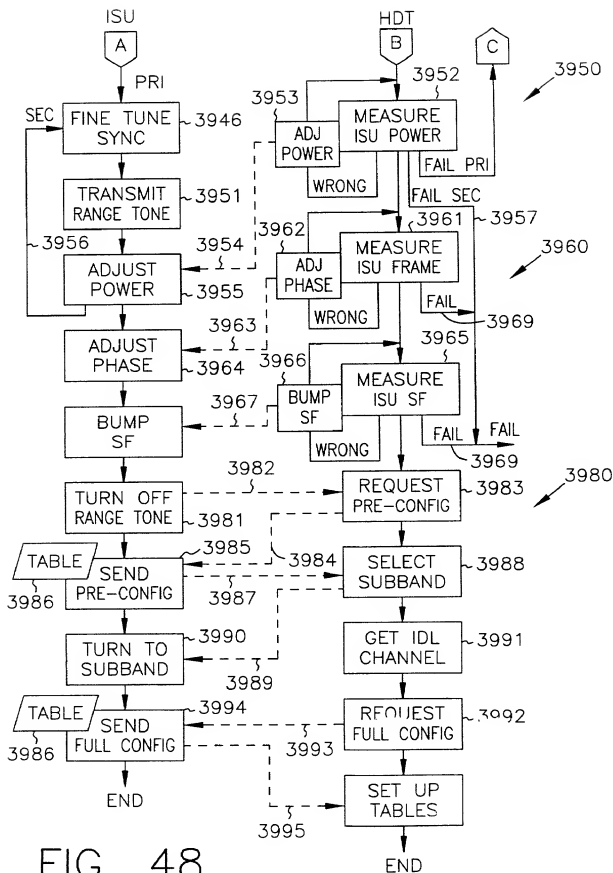 ISU
HDT
A
B
C
PRI
3952
3950
3953
SEC
FINE TUNE
SYNC
3946
ADJ
POWER
MEASURE
ISU POWER
FAIL PRI
WRONG
FAIL SEC
TRANSMIT
RANGE TONE
3951
3956
3954
3962
3961
3957
3960
ADJUST
POWER
3955
ADJ
PHASE
MEASURE
ISU FRAME
FAIL
WRONG
3969
3963
3965
ADJUST
PHASE
3964
3966
3967
BUMP
SF
MEASURE
ISU SF
BUMP
SF
WRONG
FAIL
FAIL
3969
3982
3980
TURN OFF
RANGE TONE
3981
REQUEST
PRE-CONFIG
3983
3985
TABLE
3986
SEND
PRE-CONFIG
3984
3987
SELECT
SUBBAND
3988
3990
TURN TO
SUBBAND
3989
GET IDL
CHANNEL
3991
3994
TABLE
3986
SEND
FULL CONFIG
3993
REQUEST
FULL CONFIG
3992
END
3995
SET UP
TABLES
END
FIG. 48